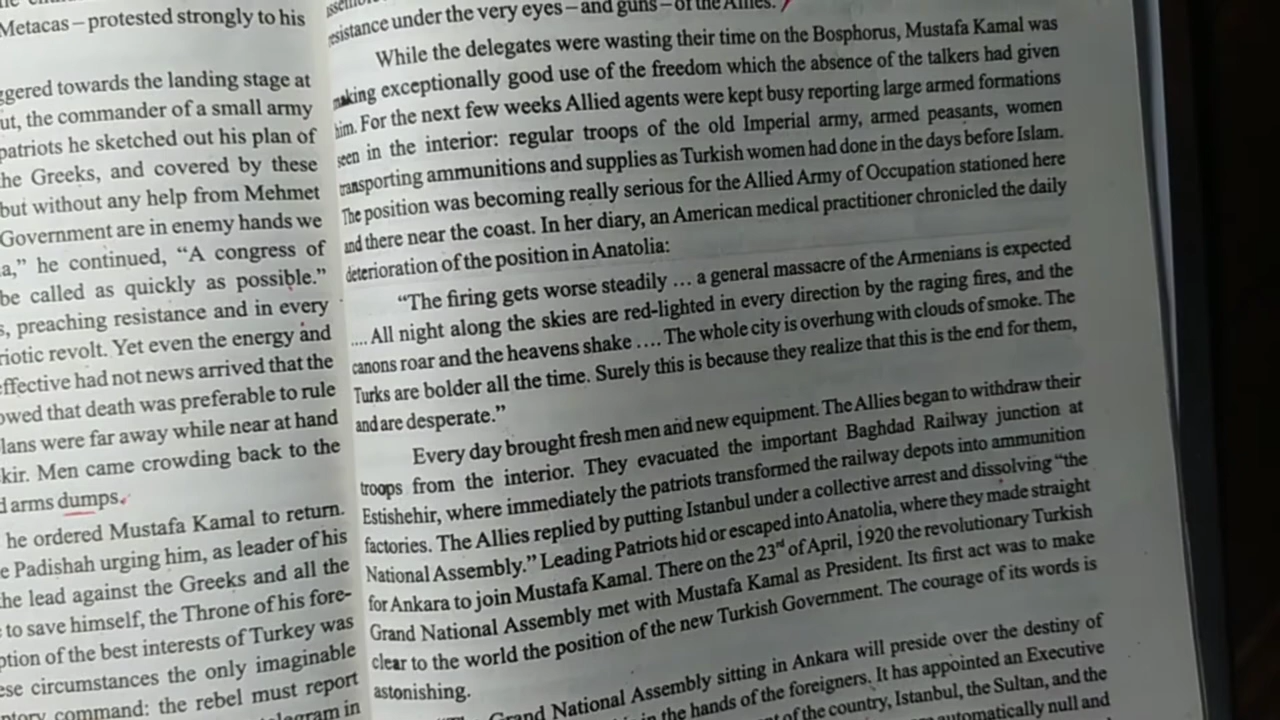 Metacas – protested strongly to his
ggered towards the landing stage at
ut, the commander of a small army
patriots he sketched out his plan of
he Greeks, and covered by these
but without any help from Mehmet
Government are in enemy hands we
a,” he continued, “A congress of
be called as quickly as possible.”
s, preaching resistance and in every
riotic revolt. Yet even the energy and
ffective had not news arrived that the
owed that death was preferable to rule
lans were far away while near at hand
kir. Men came crowding back to the
d arms dumps.
he ordered Mustafa Kamal to return.
e Padishah urging him, as leader of his
he lead against the Greeks and all the
to save himself, the Throne of his fore-
ption of the best interests of Turkey was
ese circumstances the only imaginable
ntory command: the rebel must report
legram in
esistance under the very eyes – and guns – of the Allies.
While the delegates were wasting their time on the Bosphorus, Mustafa Kamal was
making exceptionally good use of the freedom which the absence of the talkers had given
him. For the next few weeks Allied agents were kept busy reporting large armed formations
seen in the interior: regular troops of the old Imperial army, armed peasants, women
transporting ammunitions and supplies as Turkish women had done in the days before Islam.
The position was becoming really serious for the Allied Army of Occupation stationed here
and there near the coast. In her diary, an American medical practitioner chronicled the daily
deterioration of the position in Anatolia:
“The firing gets worse steadily … a general massacre of the Armenians is expected
.... All night along the skies are red-lighted in every direction by the raging fires, and the
canons roar and the heavens shake …. The whole city is overhung with clouds of smoke. The
Turks are bolder all the time. Surely this is because they realize that this is the end for them,
and are desperate.”
Every day brought fresh men and new equipment. The Allies began to withdraw their
troops from the interior. They evacuated the important Baghdad Railway junction at
Estishehir, where immediately the patriots transformed the railway depots into ammunition
factories. The Allies replied by putting Istanbul under a collective arrest and dissolving “the
National Assembly.” Leading Patriots hid or escaped into Anatolia, where they made straight
for Ankara to join Mustafa Kamal. There on the 23rd of April, 1920 the revolutionary Turkish
Grand National Assembly met with Mustafa Kamal as President. Its first act was to make
clear to the world the position of the new Turkish Government. The courage of its words is
astonishing.
Grand National Assembly sitting in Ankara will preside over the destiny of
in the hands of the foreigners. It has appointed an Executive
of the country, Istanbul, the Sultan, and the
automatically null and